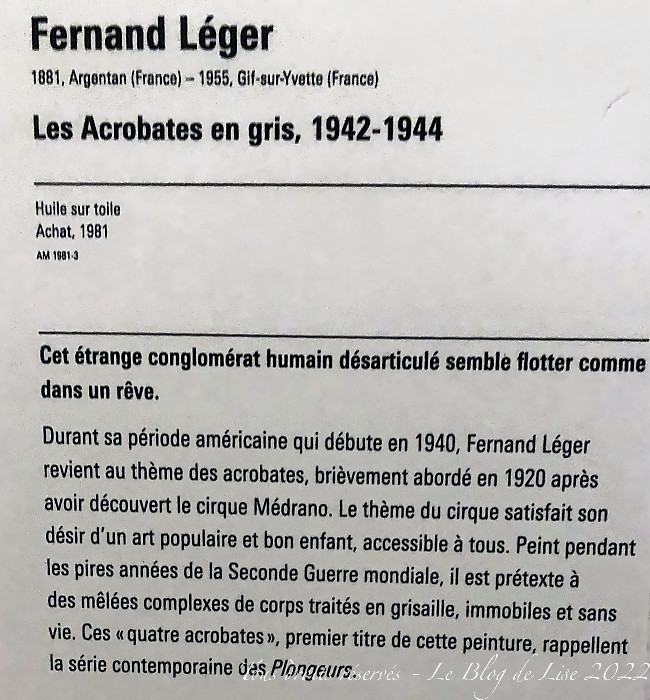 Fernand Léger
1881, Argentan (France) – 1955, Gif-sur-Yvette (France)
Les Acrobates en gris, 1942-1944
Huile sur toile
Achat, 1981
AM 1981-3
Cet étrange conglomérat humain désarticulé semble flotter comme
dans un rêve.
Durant sa période américaine qui débute en 1940, Fernand Léger
revient au thème des acrobates, brièvement abordé en 1920 après
avoir découvert le cirque Médrano. Le thème du cirque satisfait son
désir d’un art populaire et bon enfant, accessible à tous. Peint pendant
les pires années de la Seconde Guerre mondiale, il est prétexte à
des mêlées complexes de corps traités en grisaille, immobiles et sans
vie. Ces « quatre acrobates », premier titre de cette peinture, rappellent
la série contemporaine des Plongeurs.
réservés - Le Blog de Lise 2022